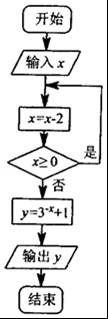 开始
输入 x
x=x-2
x≥0
是
否
y=3⁻ˣ+1
输出 y
结束